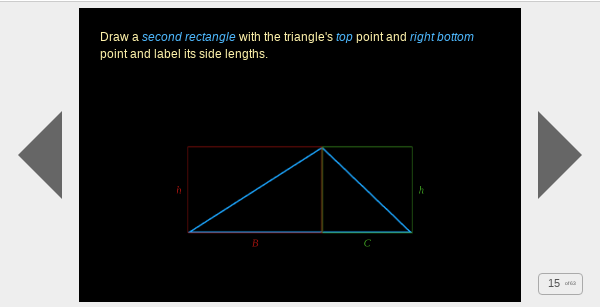 Draw a second rectangle with the triangle's top point and right bottom
point and label its side lengths.
h h
B C
15 of 63